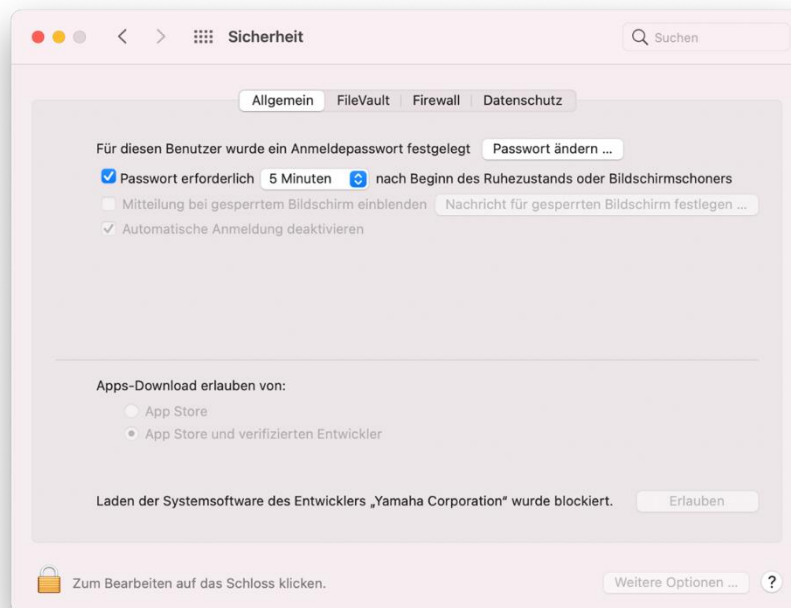 Sicherheit
Suchen
Allgemein FileVault Firewall Datenschutz
Für diesen Benutzer wurde ein Anmeldepasswort festgelegt Passwort ändern ...
Passwort erforderlich 5 Minuten nach Beginn des Ruhezustands oder Bildschirmschoners
Mitteilung bei gesperrtem Bildschirm einblenden Nachricht für gesperrten Bildschirm festlegen ...
Automatische Anmeldung deaktivieren
Apps-Download erlauben von:
App Store
App Store und verifizierten Entwickler
Laden der Systemsoftware des Entwicklers „Yamaha Corporation“ wurde blockiert. Erlauben
Zum Bearbeiten auf das Schloss klicken. Weitere Optionen ... ?